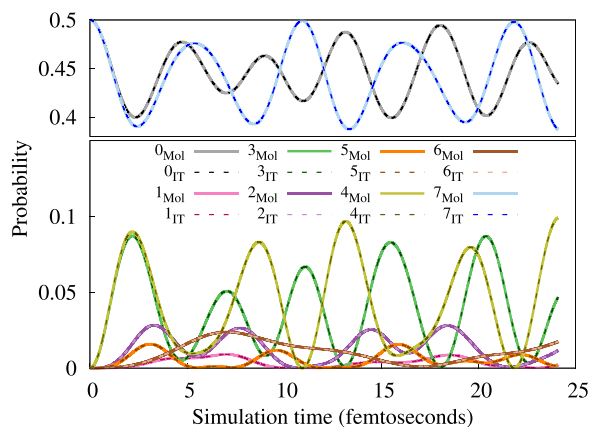 0.5
0.45
0.4
Probability
0_Mol 3_Mol 5_Mol 6_Mol
0_IT 3_IT 5_IT 6_IT
1_Mol 2_Mol 4_Mol 7_Mol
1_IT 2_IT 4_IT 7_IT
0.1
0.05
0
0 5 10 15 20 25
Simulation time (femtoseconds)